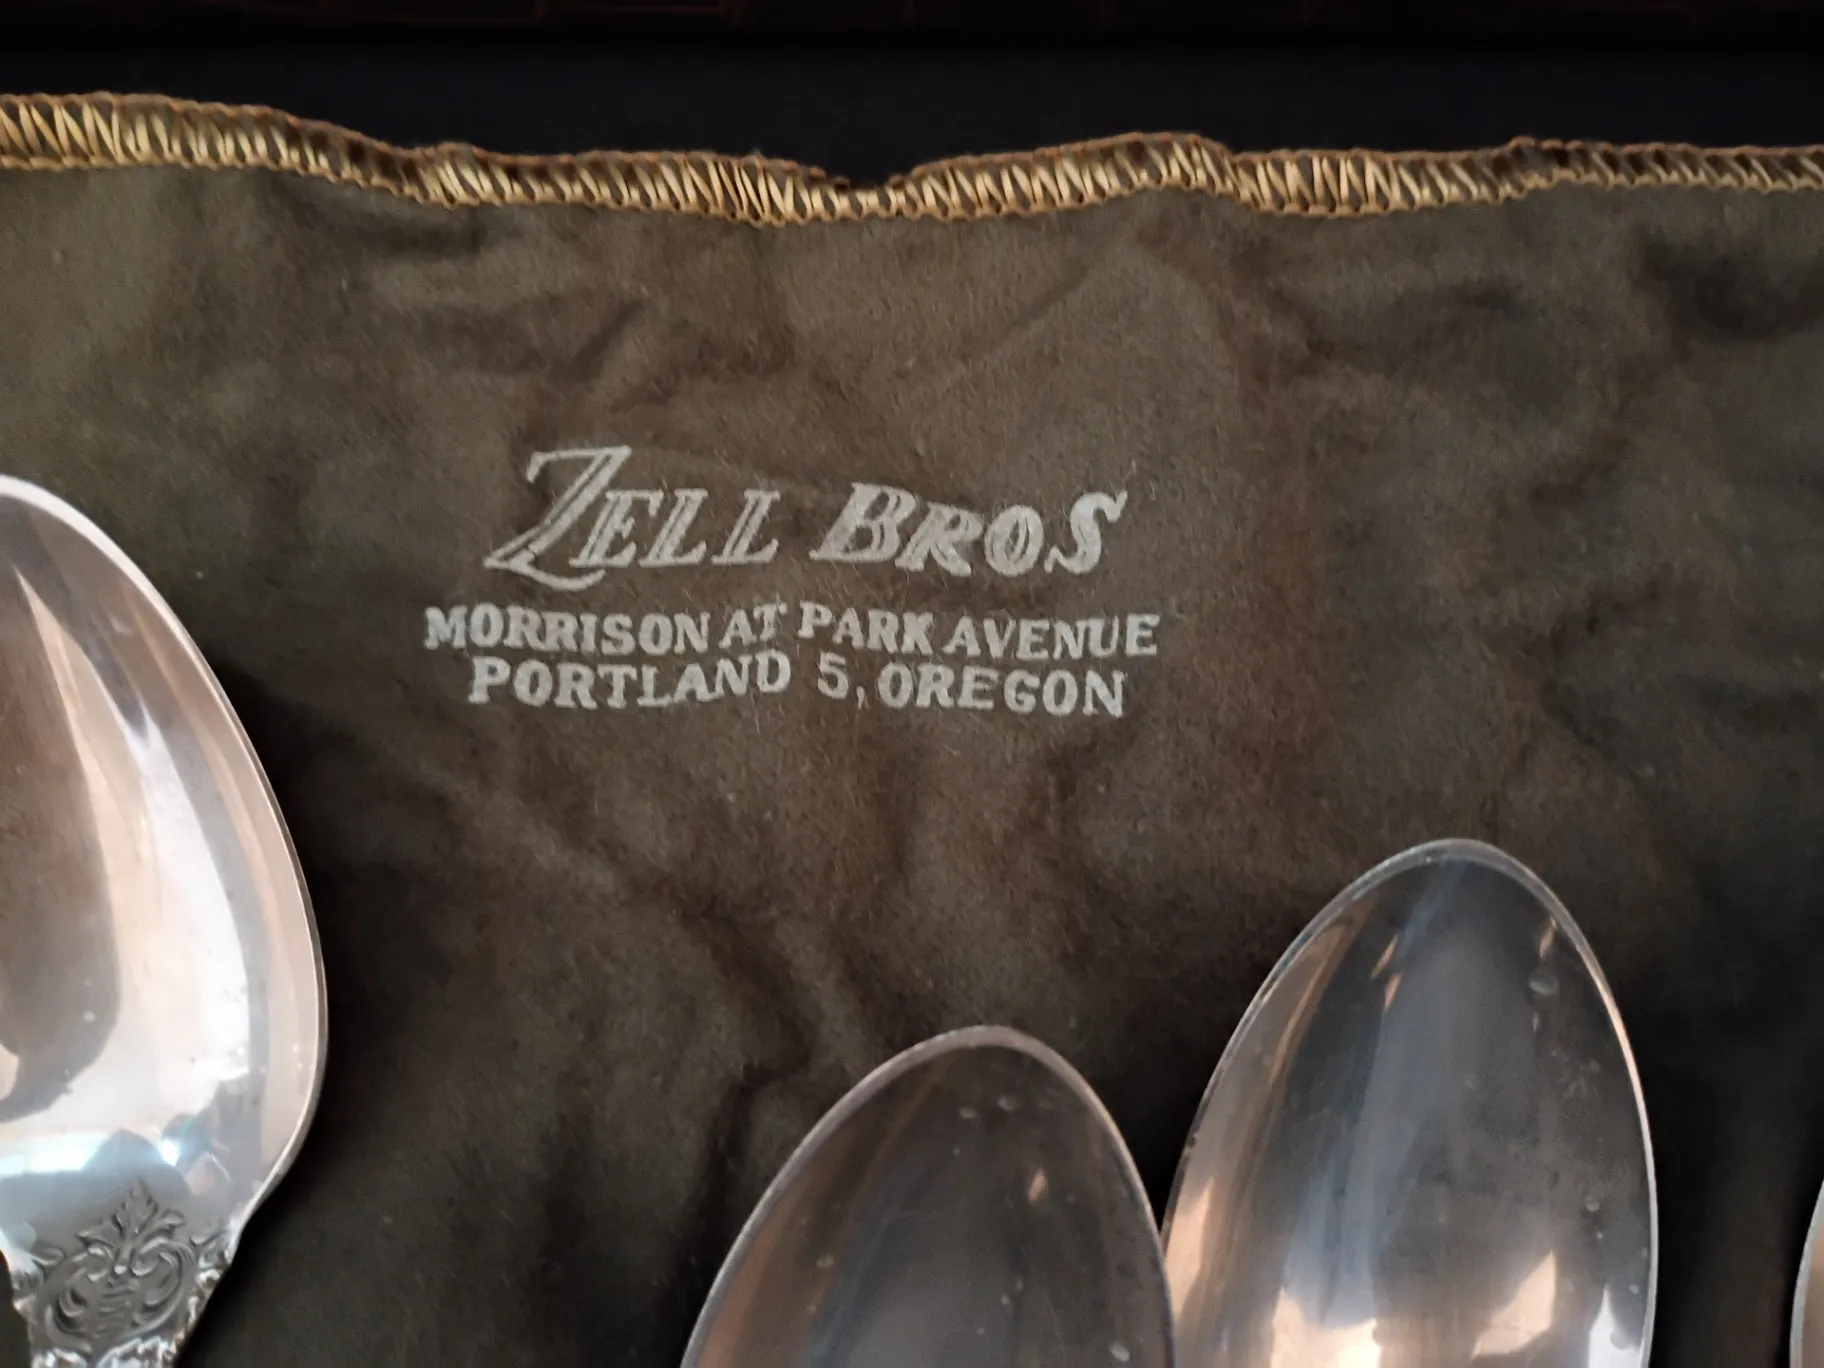 ZELL BROS
MORRISON AT PARK AVENUE
PORTLAND 5, OREGON